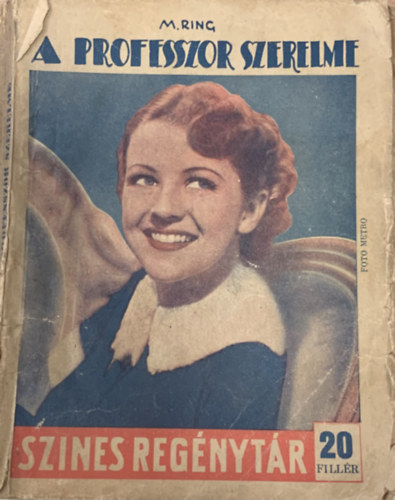 M. RING
A PROFESSZOR SZERELME
FOTO METRO
SZINES REGÉNYTÁR
20
FILLÉR